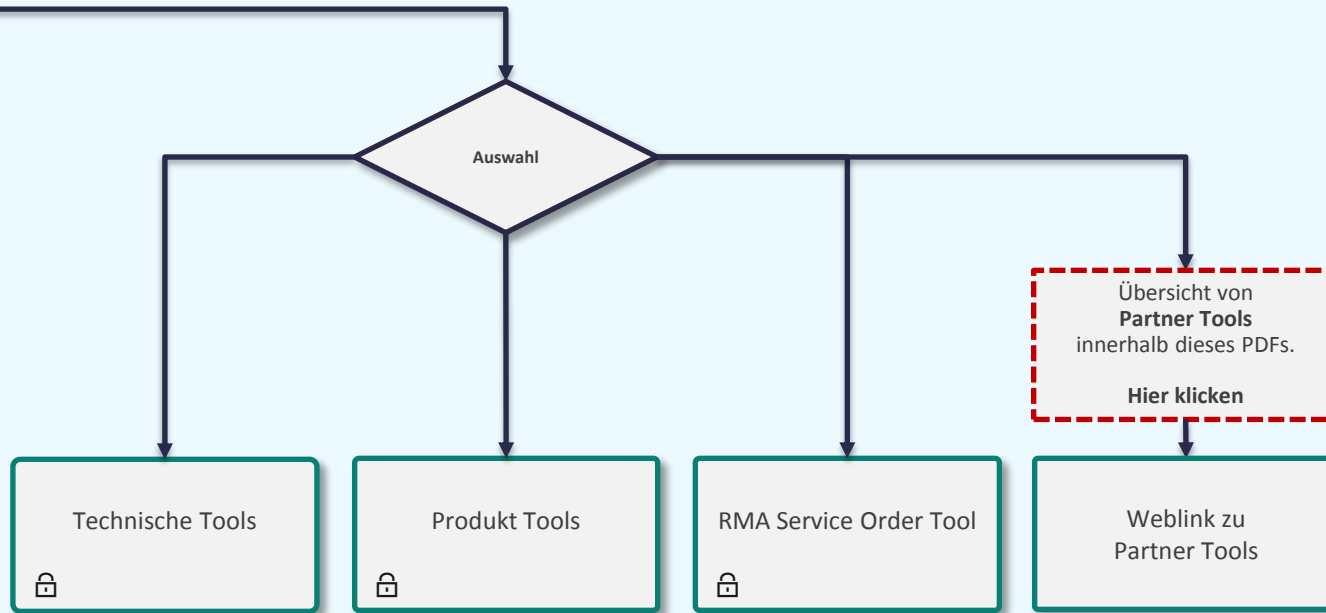 Auswahl
Übersicht von
Partner Tools
innerhalb dieses PDFs.
Hier klicken
Technische Tools
Produkt Tools
RMA Service Order Tool
Weblink zu
Partner Tools